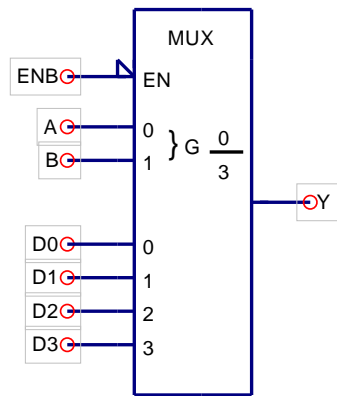 MUX
ENB EN
A 0 } G 0
B 1 3
Y
D0 0
D1 1
D2 2
D3 3